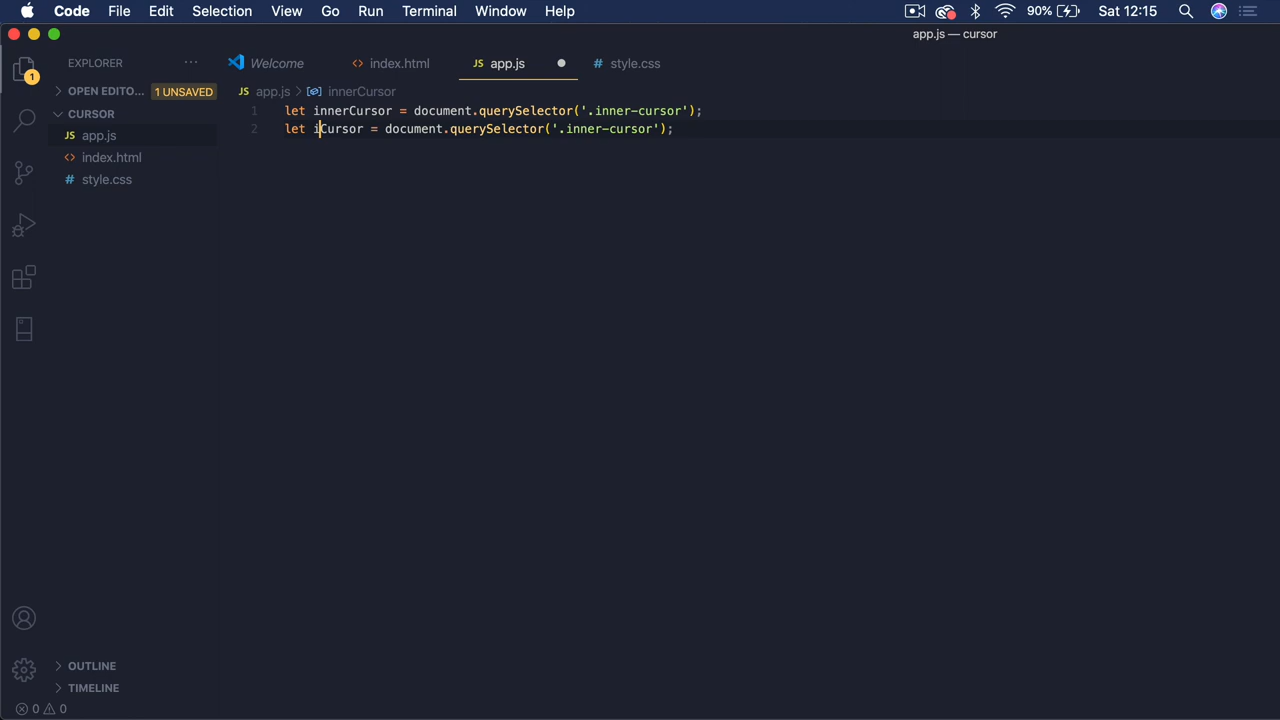 Code File Edit Selection View Go Run Terminal Window Help 90% Sat 12:15
app.js — cursor
1
EXPLORER ···
Welcome index.html JS app.js # style.css
OPEN EDITO... 1 UNSAVED
JS app.js > innerCursor
CURSOR
JS app.js
index.html
# style.css
1 let innerCursor = document.querySelector('.inner-cursor');
2 let iCursor = document.querySelector('.inner-cursor');
OUTLINE
TIMELINE
0 0